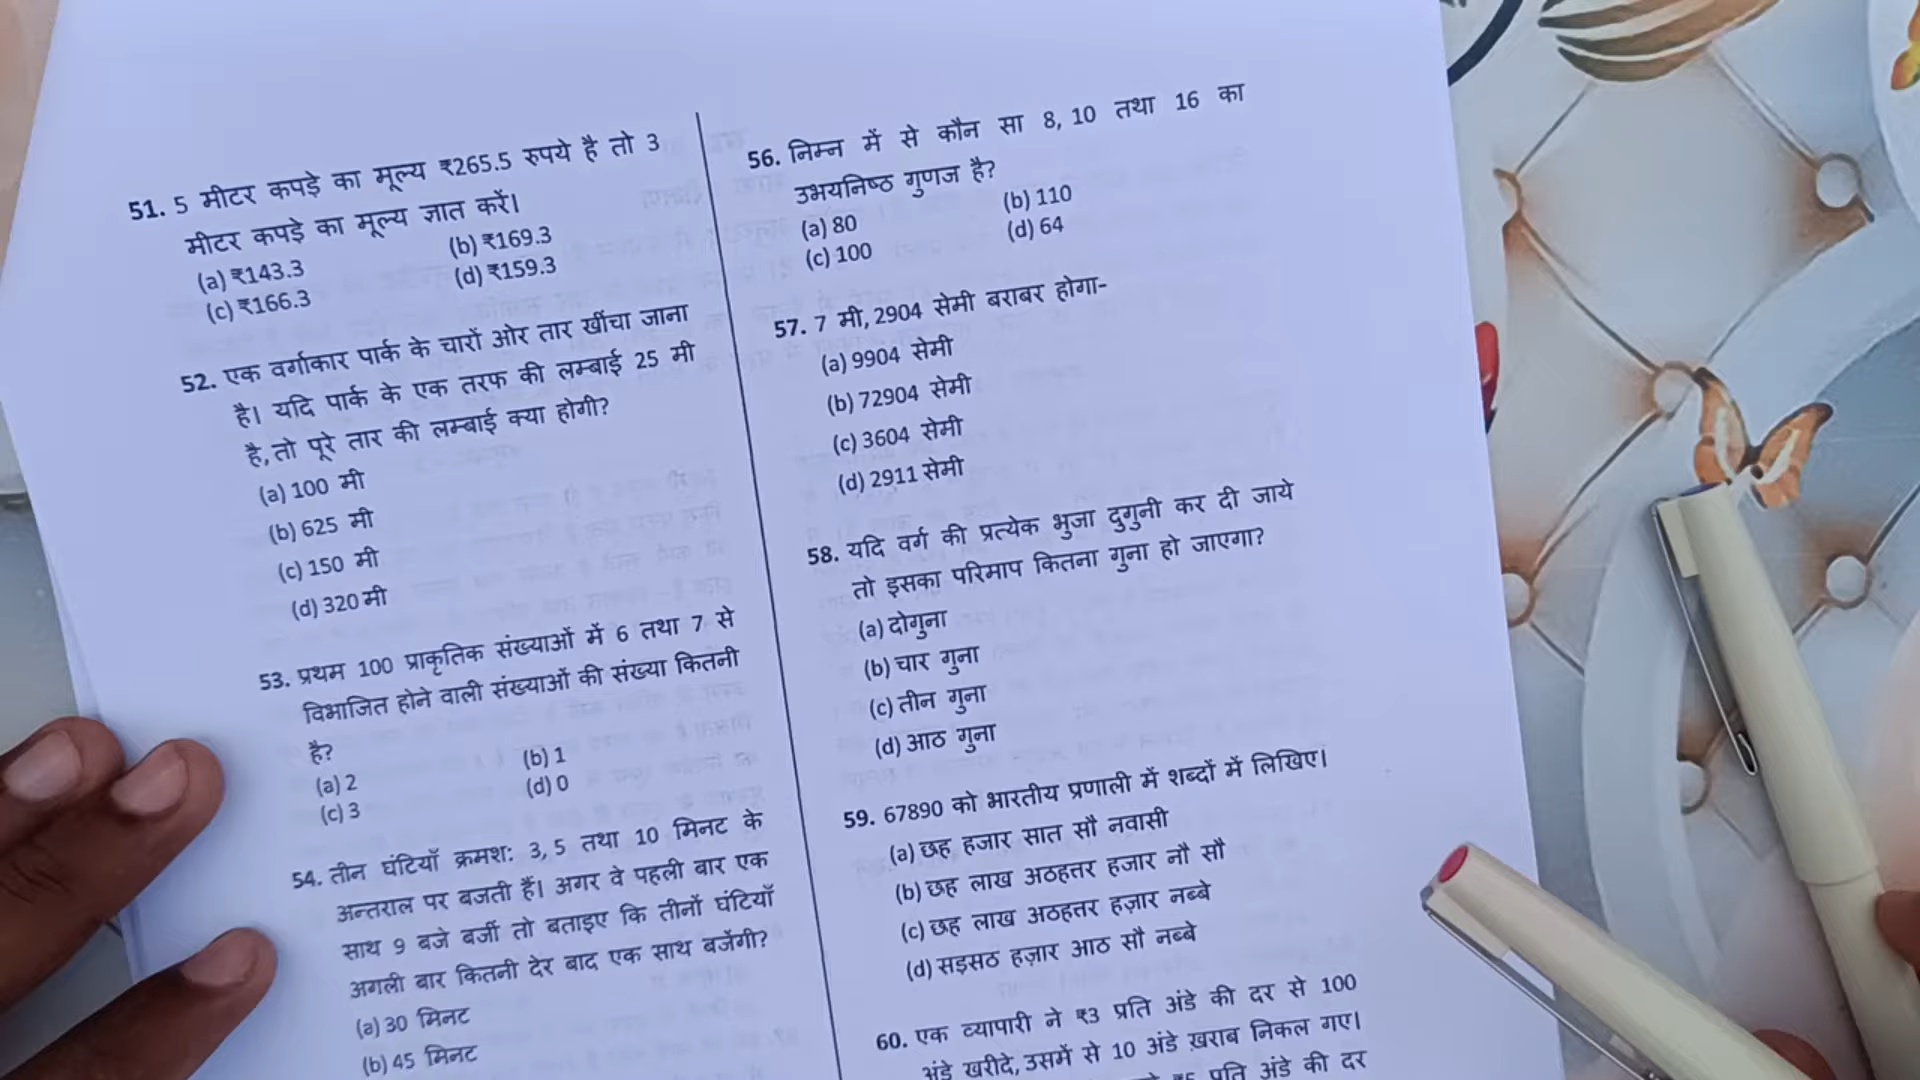 51. 5 मीटर कपड़े का मूल्य ₹265.5 रुपये है तो 3
मीटर कपड़े का मूल्य ज्ञात करें।
(a) ₹143.3 (b) ₹169.3
(c) ₹166.3 (d) ₹159.3
52. एक वर्गाकार पार्क के चारों ओर तार खींचा जाना
है। यदि पार्क के एक तरफ की लम्बाई 25 मी
है, तो पूरे तार की लम्बाई क्या होगी?
(a) 100 मी
(b) 625 मी
(c) 150 मी
(d) 320 मी
53. प्रथम 100 प्राकृतिक संख्याओं में 6 तथा 7 से
विभाजित होने वाली संख्याओं की संख्या कितनी
है?
(a) 2 (b) 1
(c) 3 (d) 0
54. तीन घंटियाँ क्रमश: 3, 5 तथा 10 मिनट के
अन्तराल पर बजती हैं। अगर वे पहली बार एक
साथ 9 बजे बजीं तो बताइए कि तीनों घंटियाँ
अगली बार कितनी देर बाद एक साथ बजेंगी?
(a) 30 मिनट
(b) 45 मिनट
56. निम्न में से कौन सा 8, 10 तथा 16 का
उभयनिष्ठ गुणज है?
(a) 80 (b) 110
(c) 100 (d) 64
57. 7 मी, 2904 सेमी बराबर होगा-
(a) 9904 सेमी
(b) 72904 सेमी
(c) 3604 सेमी
(d) 2911 सेमी
58. यदि वर्ग की प्रत्येक भुजा दुगुनी कर दी जाये
तो इसका परिमाप कितना गुना हो जाएगा?
(a) दोगुना
(b) चार गुना
(c) तीन गुना
(d) आठ गुना
59. 67890 को भारतीय प्रणाली में शब्दों में लिखिए।
(a) छह हजार सात सौ नवासी
(b) छह लाख अठहत्तर हजार नौ सौ
(c) छह लाख अठहत्तर हज़ार नब्बे
(d) सड़सठ हज़ार आठ सौ नब्बे
60. एक व्यापारी ने ₹3 प्रति अंडे की दर से 100
अंडे खरीदे, उसमें से 10 अंडे ख़राब निकल गए।
₹5 प्रति अंडे की दर